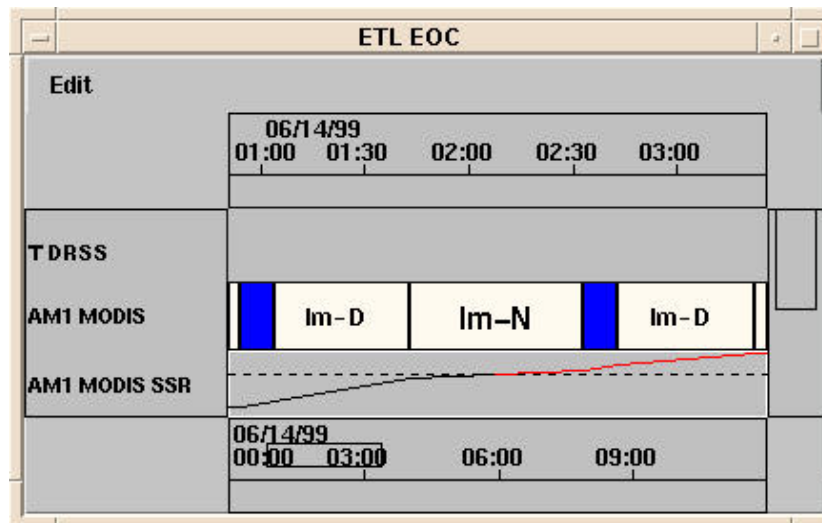 ETL EOC
Edit
06/14/99
01:00 01:30 02:00 02:30 03:00
TDRSS
AM1 MODIS Im-D Im-N Im-D
AM1 MODIS SSR
06/14/99
00:00 03:00 06:00 09:00